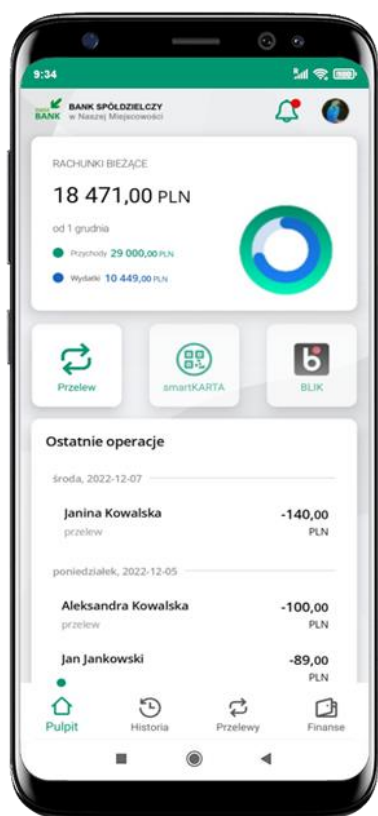 9:34
BANK SPÓŁDZIELCZY
BANK w Naszej Miejscowości
RACHUNKI BIEŻĄCE
18 471,00 PLN
od 1 grudnia
Przychody 29 000,00 PLN
Wydatki 10 449,00 PLN
Przelew
smartKARTA
BLIK
Ostatnie operacje
środa, 2022-12-07
Janina Kowalska -140,00
przelew PLN
poniedziałek, 2022-12-05
Aleksandra Kowalska -100,00
przelew PLN
Jan Jankowski -89,00
PLN
Pulpit
Historia
Przelewy
Finanse